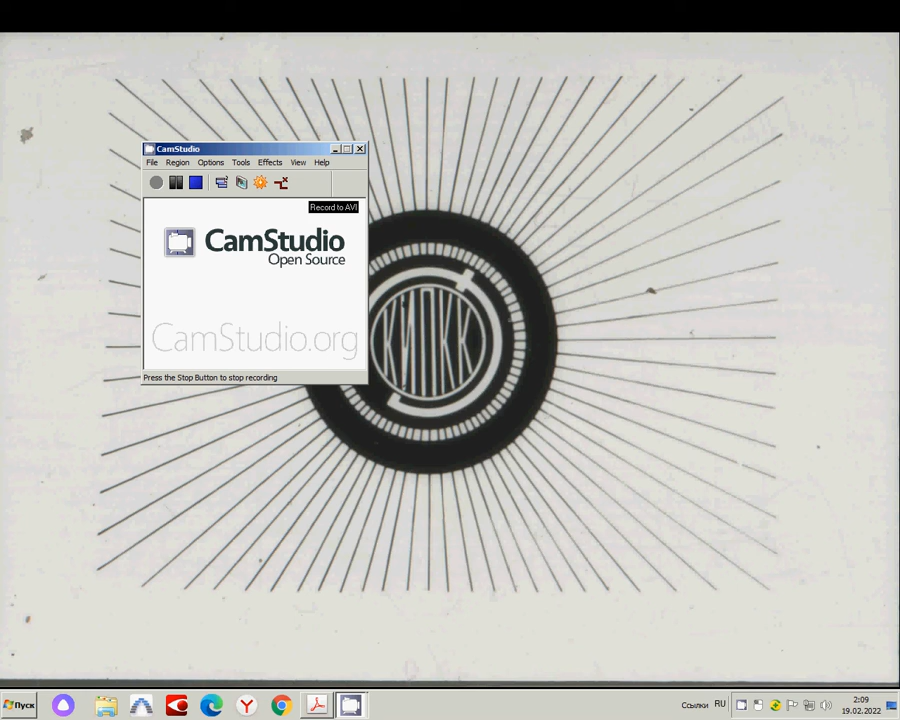 CamStudio
File Region Options Tools Effects View Help
Record to AVI
CamStudio
Open Source
CamStudio.org
Press the Stop Button to stop recording
Пуск
Ссылки RU 2:09
19.02.2022